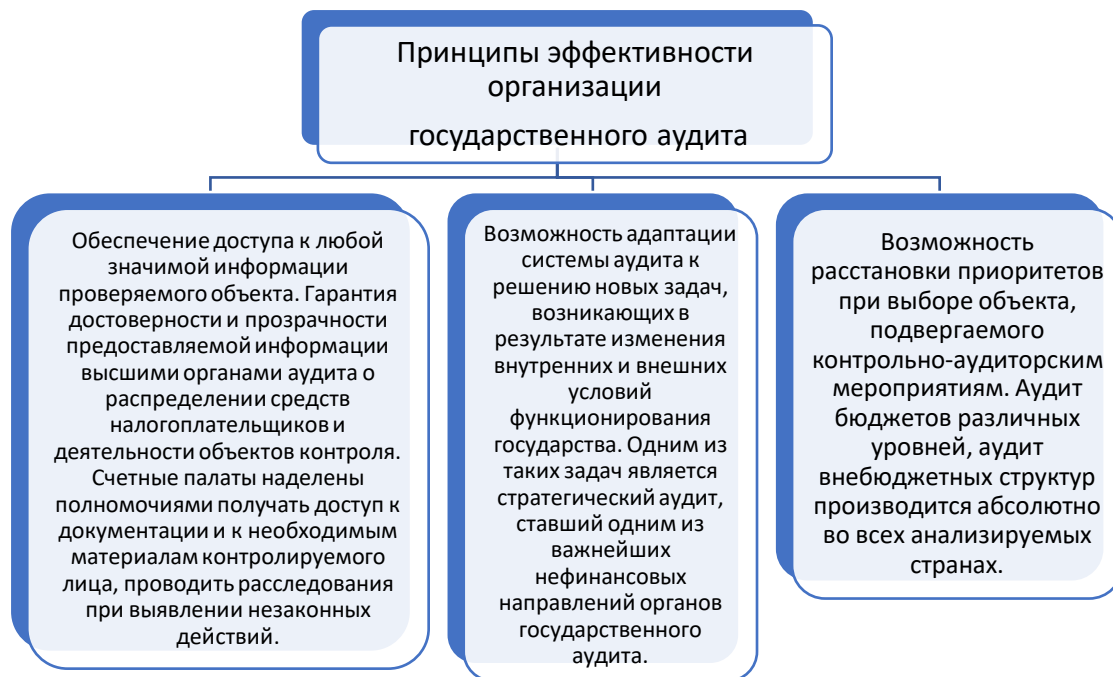 Принципы эффективности
организации
государственного аудита
Обеспечение доступа к любой
значимой информации
проверяемого объекта. Гарантия
достоверности и прозрачности
предоставляемой информации
высшими органами аудита о
распределении средств
налогоплательщиков и
деятельности объектов контроля.
Счетные палаты наделены
полномочиями получать доступ к
документации и к необходимым
материалам контролируемого
лица, проводить расследования
при выявлении незаконных
действий.
Возможность адаптации
системы аудита к
решению новых задач,
возникающих в
результате изменения
внутренних и внешних
условий
функционирования
государства. Одним из
таких задач является
стратегический аудит,
ставший одним из
важнейших
нефинансовых
направлений органов
государственного
аудита.
Возможность
расстановки приоритетов
при выборе объекта,
подвергаемого
контрольно-аудиторским
мероприятиям. Аудит
бюджетов различных
уровней, аудит
внебюджетных структур
производится абсолютно
во всех анализируемых
странах.